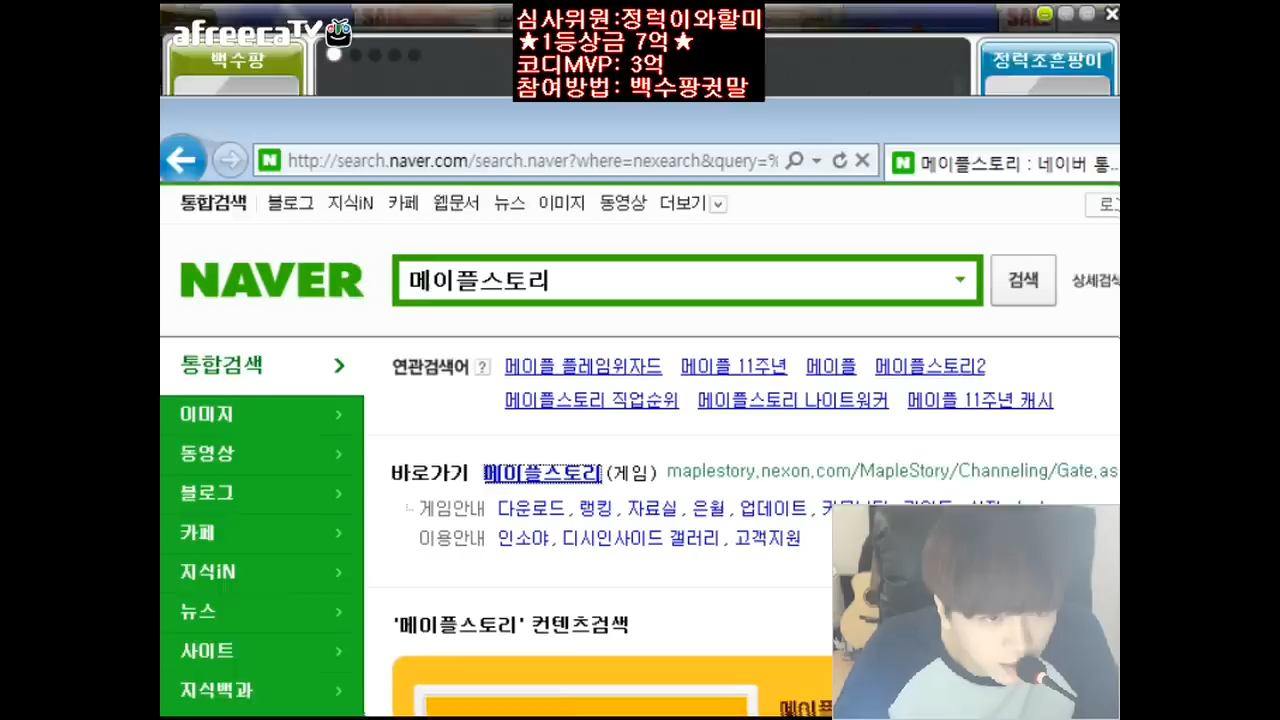 afreecaTV
심사위원:정럭이와할미
★1등상금 7억★
코디MVP: 3억
참여방법: 백수팡귓말
SALE
백수팡
정럭조흔팡이
http://search.naver.com/search.naver?where=nexearch&query=%
메이플스토리 : 네이버 통...
통합검색 블로그 지식iN 카페 웹문서 뉴스 이미지 동영상 더보기
NAVER
메이플스토리
검색
통합검색
연관검색어 ?
메이플 플레임위자드 메이플 11주년 메이플 메이플스토리2
메이플스토리 직업순위 메이플스토리 나이트워커 메이플 11주년 캐시
이미지
동영상
블로그
카페
지식iN
뉴스
사이트
지식백과
바로가기 메이플스토리 (게임) maplestory.nexon.com/MapleStory/Channeling/Gate.as
게임안내 다운로드, 랭킹, 자료실, 은월, 업데이트,
이용안내 인소야, 디시인사이드 갤러리, 고객지원
'메이플스토리' 컨텐츠검색